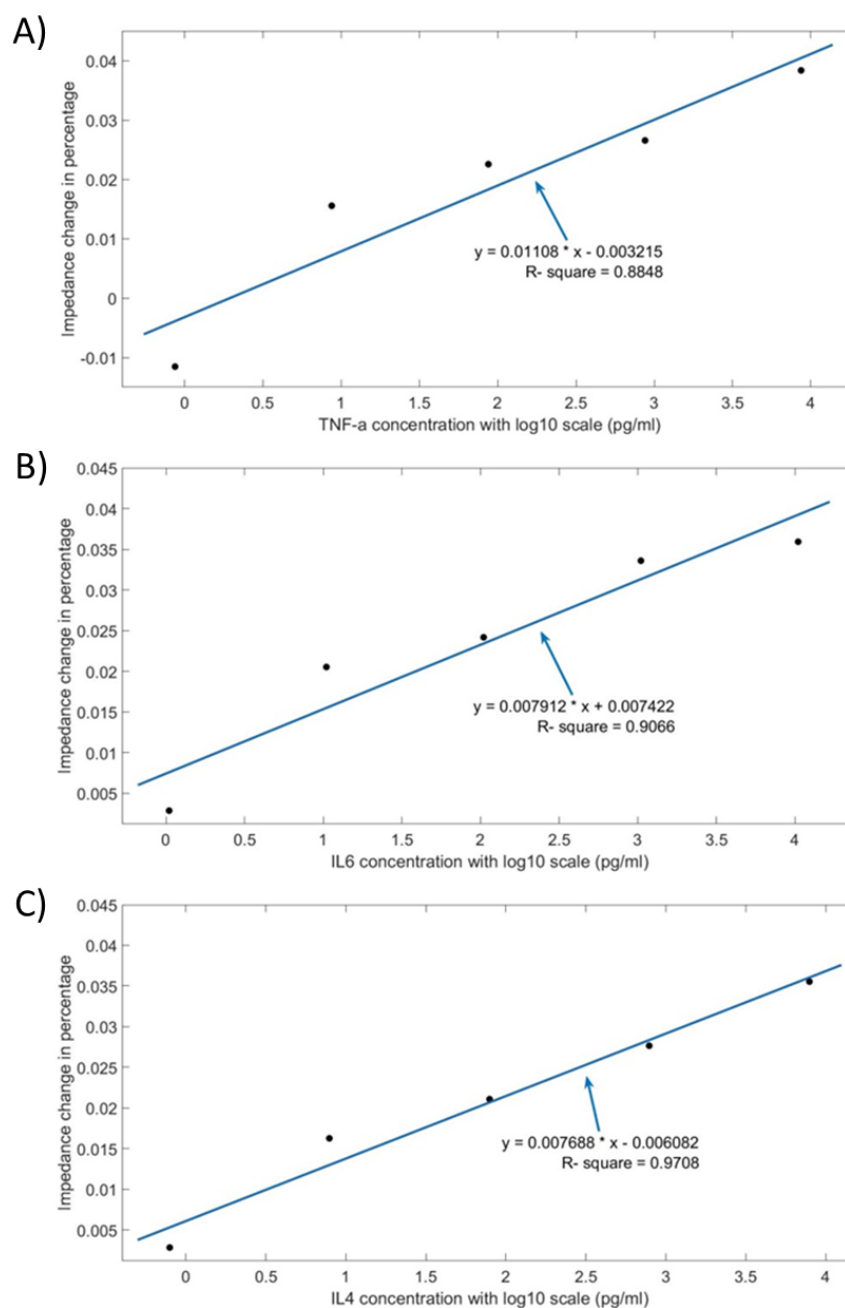 A)
0.04
0.03
0.02
0.01
0
-0.01
Impedance change in percentage
y = 0.01108 * x - 0.003215
R- square = 0.8848
0 0.5 1 1.5 2 2.5 3 3.5 4
TNF-a concentration with log10 scale (pg/ml)
B)
0.045
0.04
0.035
0.03
0.025
0.02
0.015
0.01
0.005
Impedance change in percentage
y = 0.007912 * x + 0.007422
R- square = 0.9066
0 0.5 1 1.5 2 2.5 3 3.5 4
IL6 concentration with log10 scale (pg/ml)
C)
0.045
0.04
0.035
0.03
0.025
0.02
0.015
0.01
0.005
Impedance change in percentage
y = 0.007688 * x - 0.006082
R- square = 0.9708
0 0.5 1 1.5 2 2.5 3 3.5 4
IL4 concentration with log10 scale (pg/ml)